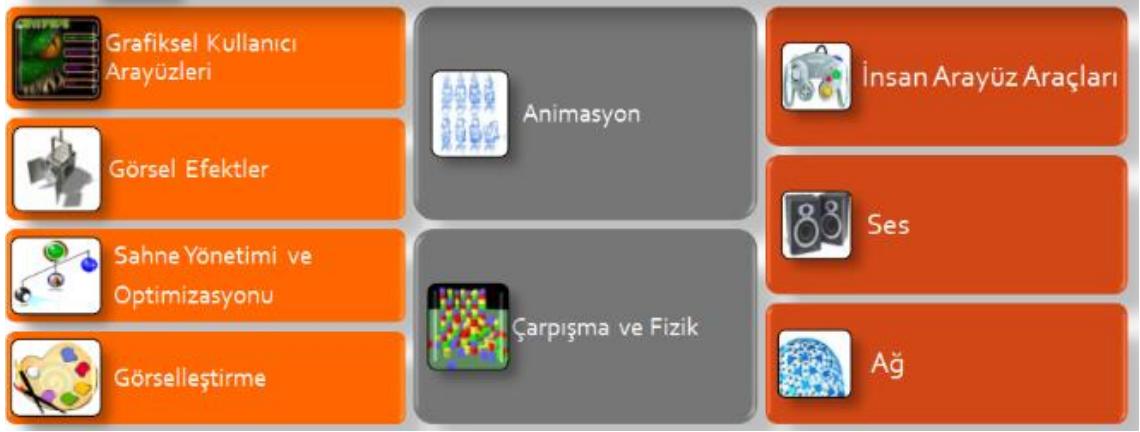 Grafiksel Kullanıcı
Arayüzleri
Görsel Efektler
Sahne Yönetimi ve
Optimizasyonu
Görselleştirme
Animasyon
Çarpışma ve Fizik
İnsan Arayüz Araçları
Ses
Ağ